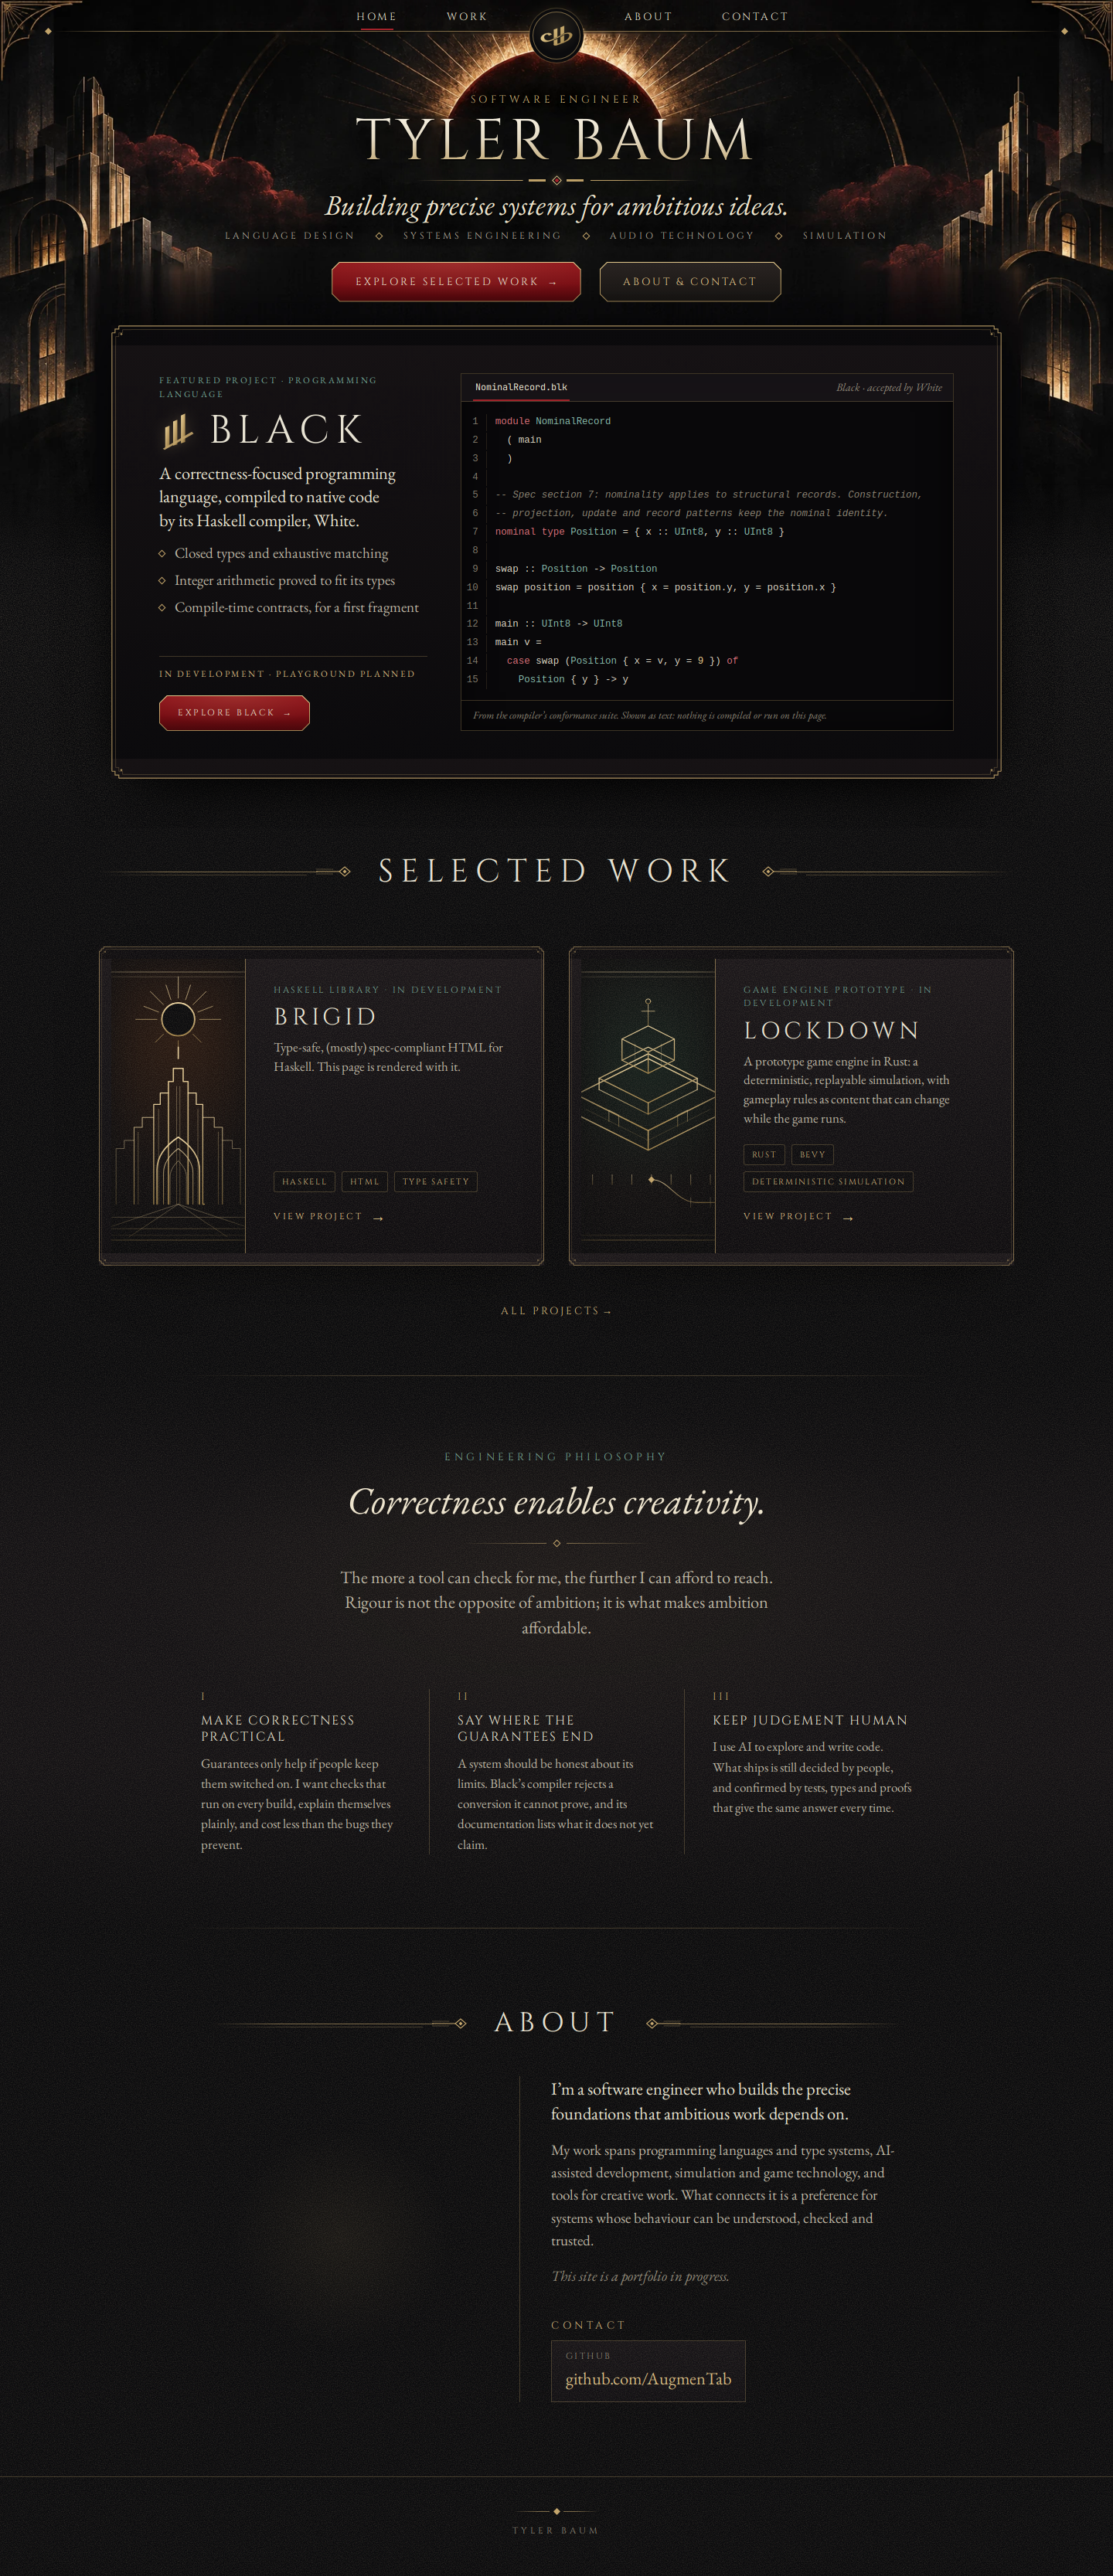 HOME WORK ABOUT CONTACT
SOFTWARE ENGINEER
TYLER BAUM
Building precise systems for ambitious ideas.
LANGUAGE DESIGN SYSTEMS ENGINEERING AUDIO TECHNOLOGY SIMULATION
EXPLORE SELECTED WORK →
ABOUT & CONTACT
FEATURED PROJECT · PROGRAMMING
LANGUAGE
BLACK
A correctness-focused programming
language, compiled to native code
by its Haskell compiler, White.
Closed types and exhaustive matching
Integer arithmetic proved to fit its types
Compile-time contracts, for a first fragment
IN DEVELOPMENT · PLAYGROUND PLANNED
EXPLORE BLACK →
NominalRecord.blk
Black · accepted by White
1 module NominalRecord
2 ( main
3 )
4
5 -- Spec section 7: nominality applies to structural records. Construction,
6 -- projection, update and record patterns keep the nominal identity.
7 nominal type Position = { x :: UInt8, y :: UInt8 }
8
9 swap :: Position -> Position
10 swap position = position { x = position.y, y = position.x }
11
12 main :: UInt8 -> UInt8
13 main v =
14 case swap (Position { x = v, y = 9 }) of
15 Position { y } -> y
From the compiler's conformance suite. Shown as text: nothing is compiled or run on this page.
SELECTED WORK
HASKELL LIBRARY · IN DEVELOPMENT
BRIGID
Type-safe, (mostly) spec-compliant HTML for
Haskell. This page is rendered with it.
HASKELL HTML TYPE SAFETY
VIEW PROJECT →
GAME ENGINE PROTOTYPE · IN
DEVELOPMENT
LOCKDOWN
A prototype game engine in Rust: a
deterministic, replayable simulation, with
gameplay rules as content that can change
while the game runs.
RUST BEVY
DETERMINISTIC SIMULATION
VIEW PROJECT →
ALL PROJECTS →
ENGINEERING PHILOSOPHY
Correctness enables creativity.
The more a tool can check for me, the further I can afford to reach.
Rigour is not the opposite of ambition; it is what makes ambition
affordable.
I
MAKE CORRECTNESS
PRACTICAL
Guarantees only help if people keep
them switched on. I want checks that
run on every build, explain themselves
plainly, and cost less than the bugs they
prevent.
II
SAY WHERE THE
GUARANTEES END
A system should be honest about its
limits. Black's compiler rejects a
conversion it cannot prove, and its
documentation lists what it does not yet
claim.
III
KEEP JUDGEMENT HUMAN
I use AI to explore and write code.
What ships is still decided by people,
and confirmed by tests, types and proofs
that give the same answer every time.
ABOUT
I'm a software engineer who builds the precise
foundations that ambitious work depends on.
My work spans programming languages and type systems, AI-
assisted development, simulation and game technology, and
tools for creative work. What connects it is a preference for
systems whose behaviour can be understood, checked and
trusted.
This site is a portfolio in progress.
CONTACT
GITHUB
github.com/AugmenTab
TYLER BAUM